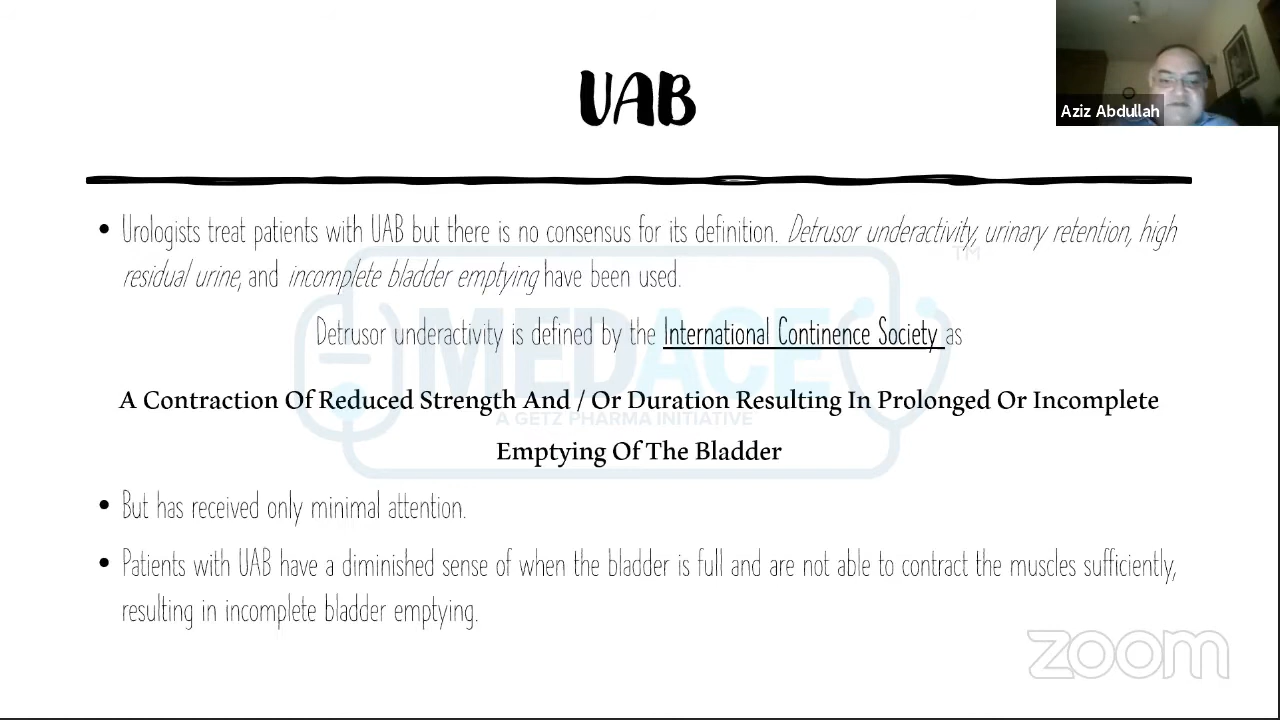 UAB
Aziz Abdullah
• Urologists treat patients with UAB but there is no consensus for its definition. Detrusor underactivity, urinary retention, high
residual urine, and incomplete bladder emptying have been used.
TM
Detrusor underactivity is defined by the International Continence Society as
MEDACE
A Contraction Of Reduced Strength And / Or Duration Resulting In Prolonged Or Incomplete
A GETZ PHARMA INITIATIVE
Emptying Of The Bladder
• But has received only minimal attention.
• Patients with UAB have a diminished sense of when the bladder is full and are not able to contract the muscles sufficiently,
resulting in incomplete bladder emptying.
zoom